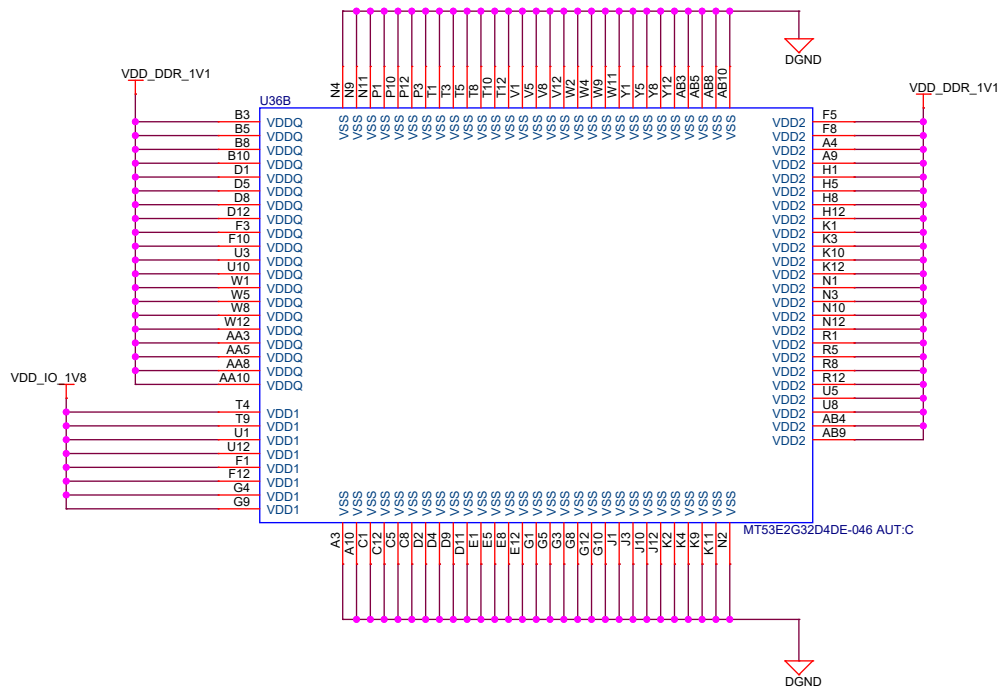 DGND
VDD_DDR_1V1
VDD_DDR_1V1
N4 N9 N11 P1 P10 P12 P3 T1 T3 T5 T8 T10 T12 V1 V5 V8 V12 W2 W4 W9 W11 Y1 Y5 Y8 Y12 AB3 AB5 AB8 AB10
U36B
VSS VSS VSS VSS VSS VSS VSS VSS VSS VSS VSS VSS VSS VSS VSS VSS VSS VSS VSS VSS VSS VSS VSS VSS VSS VSS VSS VSS VSS
B3 VDDQ VDD2 F5
B5 VDDQ VDD2 F8
B8 VDDQ VDD2 A4
B10 VDDQ VDD2 A9
D1 VDDQ VDD2 H1
D5 VDDQ VDD2 H5
D8 VDDQ VDD2 H8
D12 VDDQ VDD2 H12
F3 VDDQ VDD2 K1
F10 VDDQ VDD2 K3
U3 VDDQ VDD2 K10
U10 VDDQ VDD2 K12
W1 VDDQ VDD2 N1
W5 VDDQ VDD2 N3
W8 VDDQ VDD2 N10
W12 VDDQ VDD2 N12
AA3 VDDQ VDD2 R1
AA5 VDDQ VDD2 R5
AA8 VDDQ VDD2 R8
AA10 VDDQ VDD2 R12
VDD_IO_1V8
VDD2 U5
T4 VDD1 VDD2 U8
T9 VDD1 VDD2 AB4
U1 VDD1 VDD2 AB9
U12 VDD1
F1 VDD1
F12 VDD1
G4 VDD1
G9 VDD1
VSS VSS VSS VSS VSS VSS VSS VSS VSS VSS VSS VSS VSS VSS VSS VSS VSS VSS VSS VSS VSS VSS VSS VSS VSS VSS VSS VSS VSS
MT53E2G32D4DE-046 AUT:C
A3 A10 C1 C12 C5 C8 D2 D4 D9 D11 E1 E5 E8 E12 G1 G5 G3 G8 G12 G10 J1 J3 J10 J12 K2 K4 K9 K11 N2
DGND